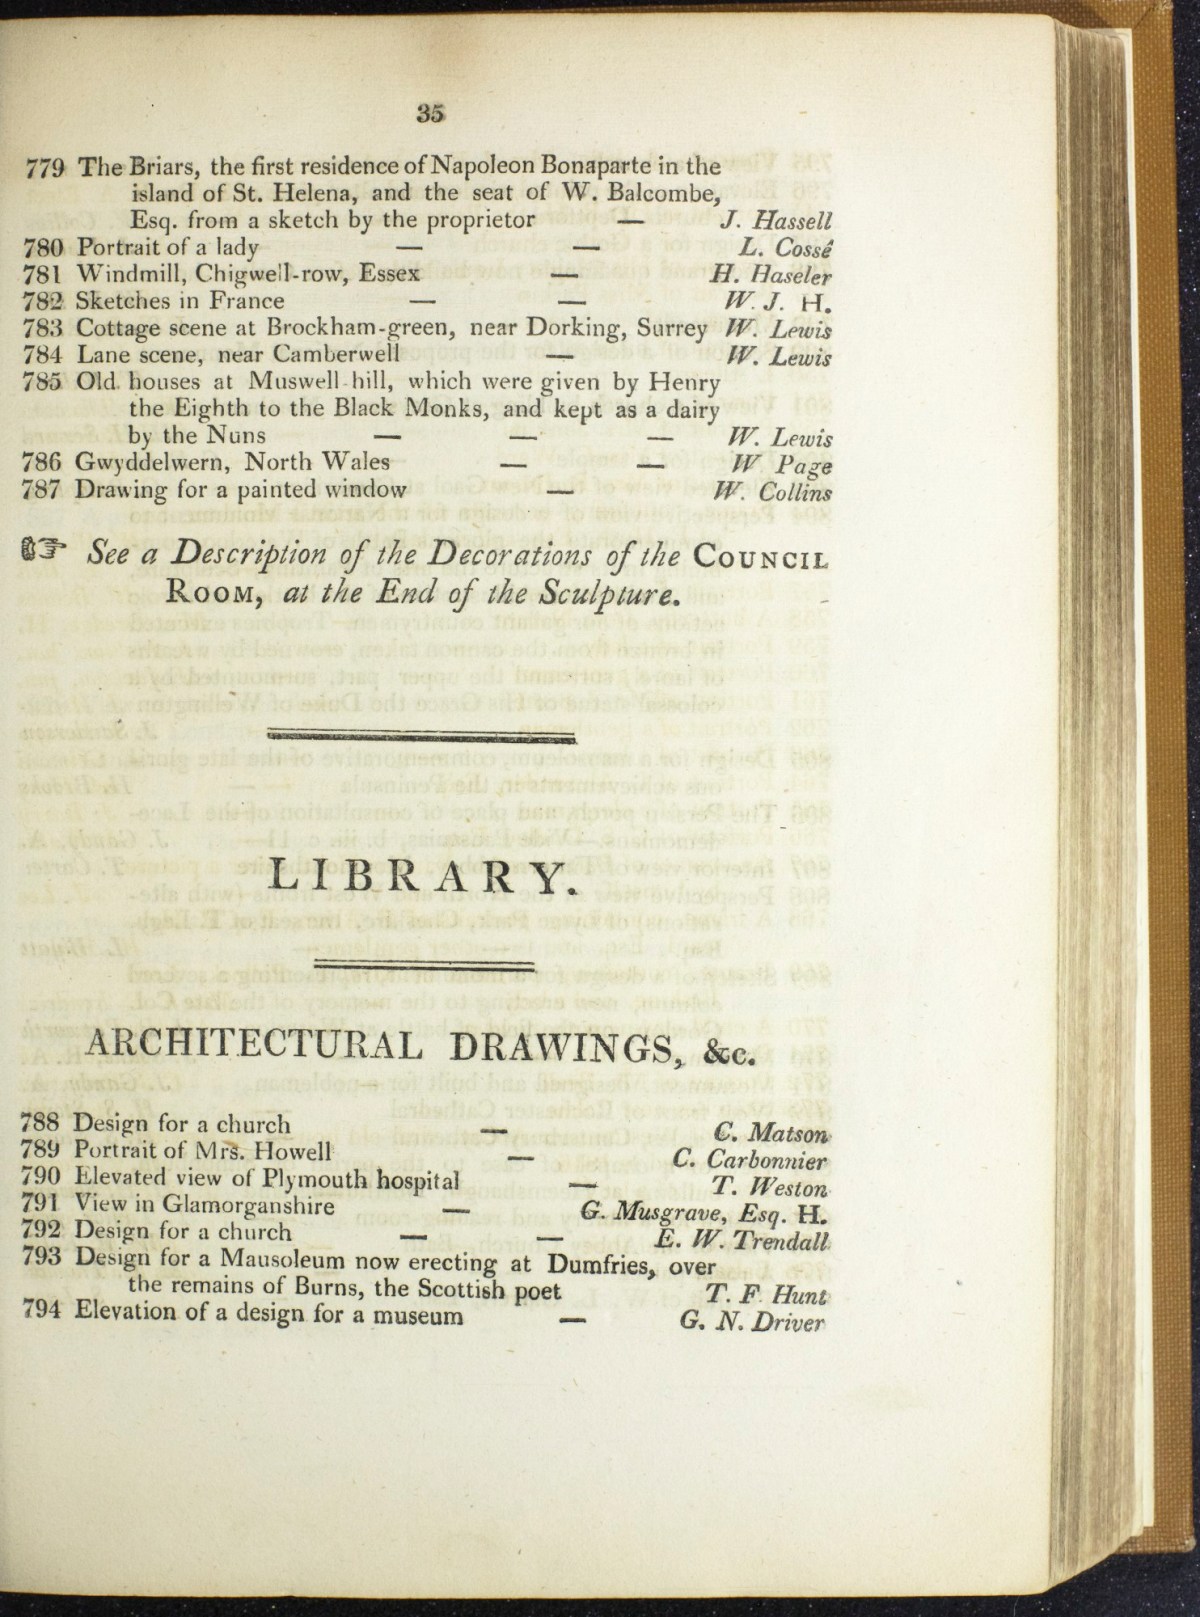 35
779 The Briars, the first residence of Napoleon Bonaparte in the
island of St. Helena, and the seat of W. Balcombe,
Esq. from a sketch by the proprietor — J. Hassell
780 Portrait of a lady — — L. Cossé
781 Windmill, Chigwell-row, Essex — H. Haseler
782 Sketches in France — — W. J. H.
783 Cottage scene at Brockham-green, near Dorking, Surrey W. Lewis
784 Lane scene, near Camberwell — W. Lewis
785 Old houses at Muswell-hill, which were given by Henry
the Eighth to the Black Monks, and kept as a dairy
by the Nuns — — — W. Lewis
786 Gwyddelwern, North Wales — — W Page
787 Drawing for a painted window — W. Collins
☞ See a Description of the Decorations of the COUNCIL
ROOM, at the End of the Sculpture.
LIBRARY.
ARCHITECTURAL DRAWINGS, &c.
788 Design for a church — C. Matson
789 Portrait of Mrs. Howell — C. Carbonnier
790 Elevated view of Plymouth hospital — T. Weston
791 View in Glamorganshire — G. Musgrave, Esq. H.
792 Design for a church — — E. W. Trendall
793 Design for a Mausoleum now erecting at Dumfries, over
the remains of Burns, the Scottish poet T. F. Hunt
794 Elevation of a design for a museum — G. N. Driver